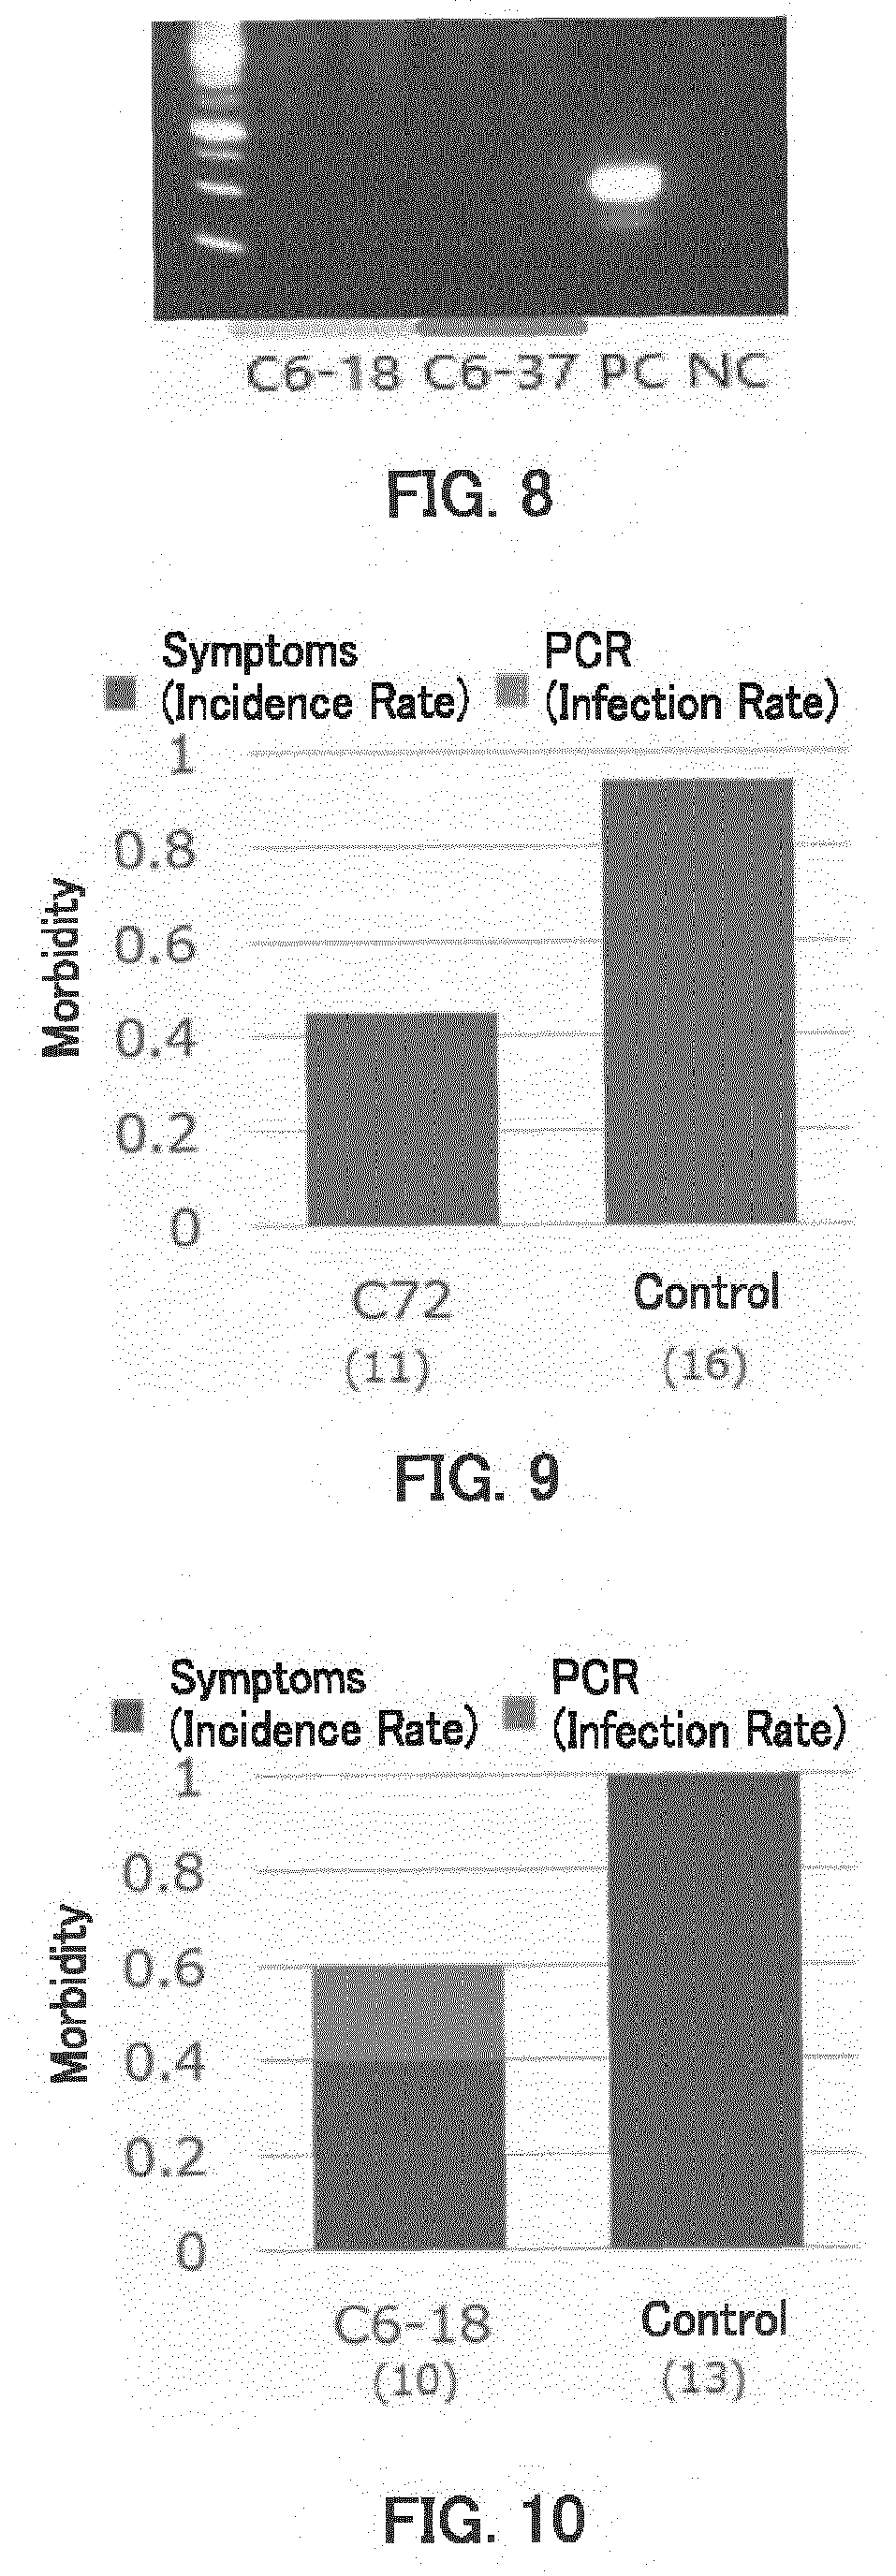 C6-18 C6-37 PC NC
FIG. 8
Symptoms
(Incidence Rate)
PCR
(Infection Rate)
1
0.8
0.6
0.4
0.2
0
Morbidity
C72
(11)
Control
(16)
FIG. 9
Symptoms
(Incidence Rate)
PCR
(Infection Rate)
1
0.8
0.6
0.4
0.2
0
Morbidity
C6-18
(10)
Control
(13)
FIG. 10